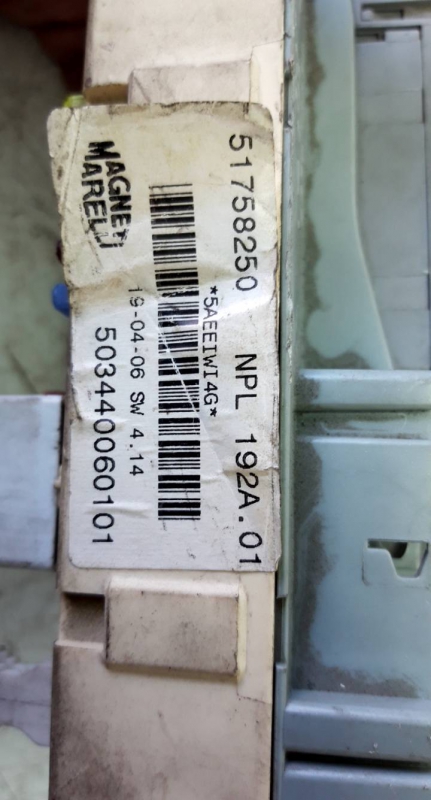 51758250 NPL 192A.01
*5AEEIWI4G*
MAGNETI
MARELLI
19-04-06 SW 4.14
503440060101